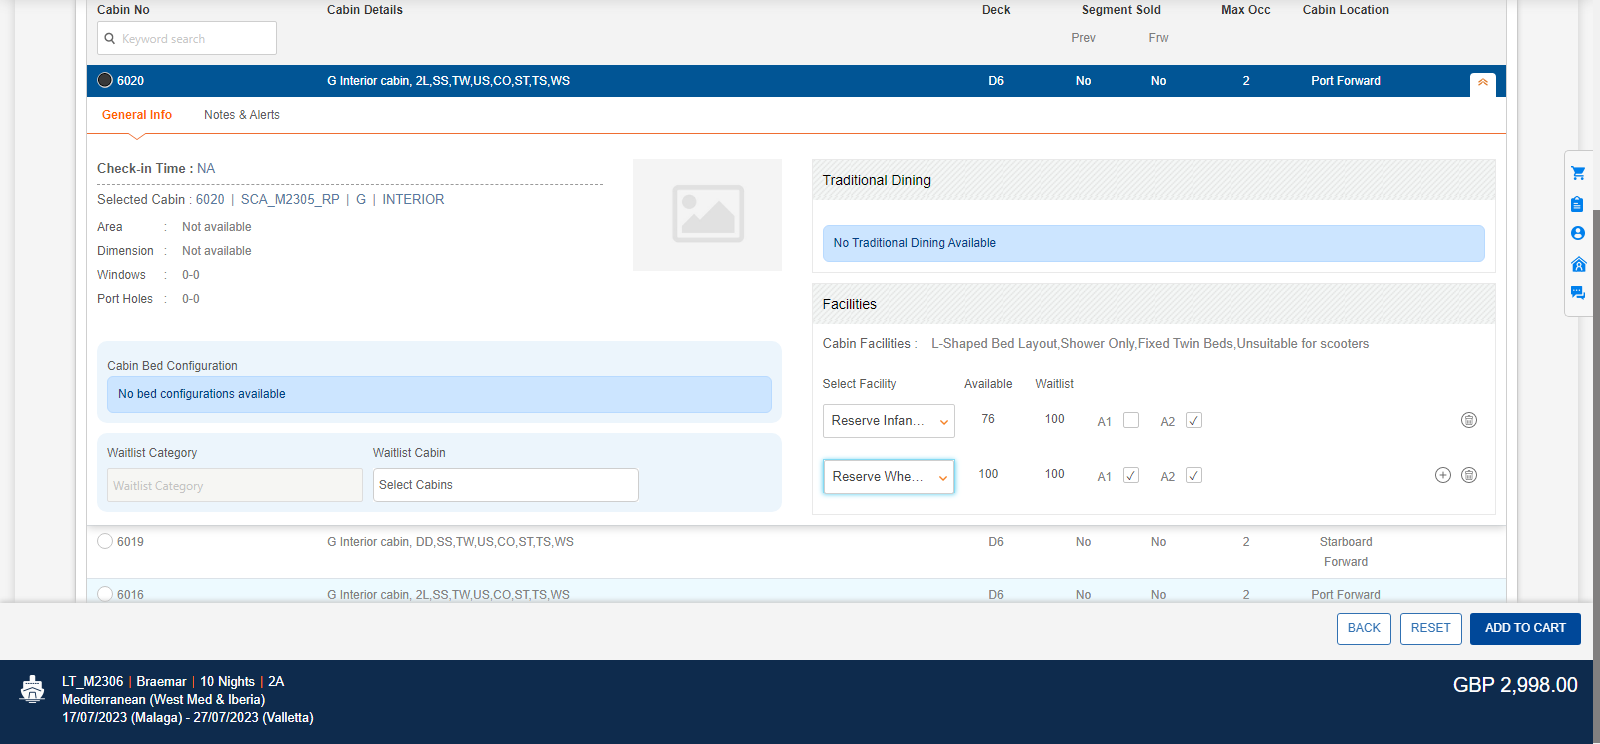 Cabin No Cabin Details Deck Segment Sold Max Occ Cabin Location
Keyword search Prev Frw
6020 G Interior cabin, 2L,SS,TW,US,CO,ST,TS,WS D6 No No 2 Port Forward
General Info Notes & Alerts
Check-in Time : NA
Selected Cabin : 6020 | SCA_M2305_RP | G | INTERIOR
Area : Not available
Dimension : Not available
Windows : 0-0
Port Holes : 0-0
Cabin Bed Configuration
No bed configurations available
Waitlist Category Waitlist Cabin
Waitlist Category Select Cabins
Traditional Dining
No Traditional Dining Available
Facilities
Cabin Facilities : L-Shaped Bed Layout,Shower Only,Fixed Twin Beds,Unsuitable for scooters
Select Facility Available Waitlist
Reserve Infan... 76 100 A1 A2
Reserve Whe... 100 100 A1 A2
6019 G Interior cabin, DD,SS,TW,US,CO,ST,TS,WS D6 No No 2 Starboard
Forward
6016 G Interior cabin, 2L,SS,TW,US,CO,ST,TS,WS D6 No No 2 Port Forward
BACK RESET ADD TO CART
LT_M2306 | Braemar | 10 Nights | 2A GBP 2,998.00
Mediterranean (West Med & Iberia)
17/07/2023 (Malaga) - 27/07/2023 (Valletta)